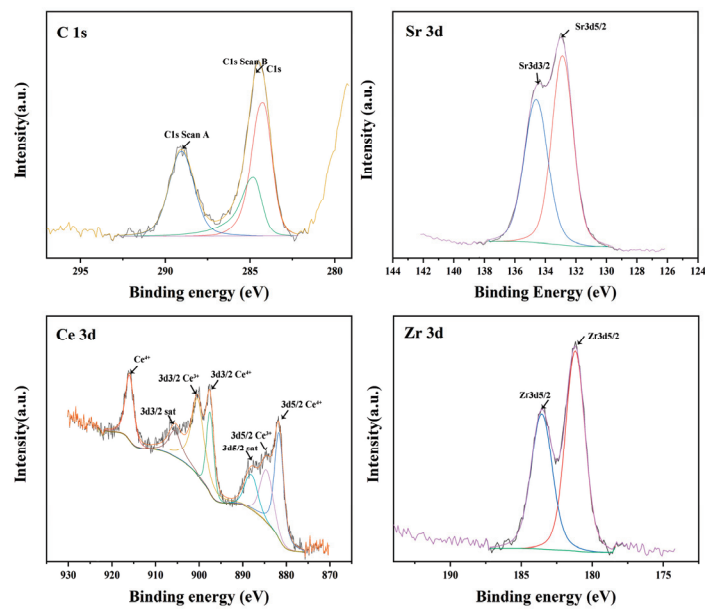 C 1s
C1s Scan B
C1s
C1s Scan A
Intensity(a.u.)
295 290 285 280
Binding energy (eV)
Sr 3d
Sr3d5/2
Sr3d3/2
Intensity (a.u.)
144 142 140 138 136 134 132 130 128 126 124
Binding Energy (eV)
Ce 3d
Ce⁴⁺
3d3/2 Ce³⁺
3d3/2 Ce⁴⁺
3d3/2 sat
3d5/2 Ce⁴⁺
3d5/2 Ce³⁺
3d5/2 sat
Intensity(a.u.)
930 920 910 900 890 880 870
Binding energy (eV)
Zr 3d
Zr3d5/2
Zr3d5/2
Intensity(a.u.)
190 185 180 175
Binding energy (eV)